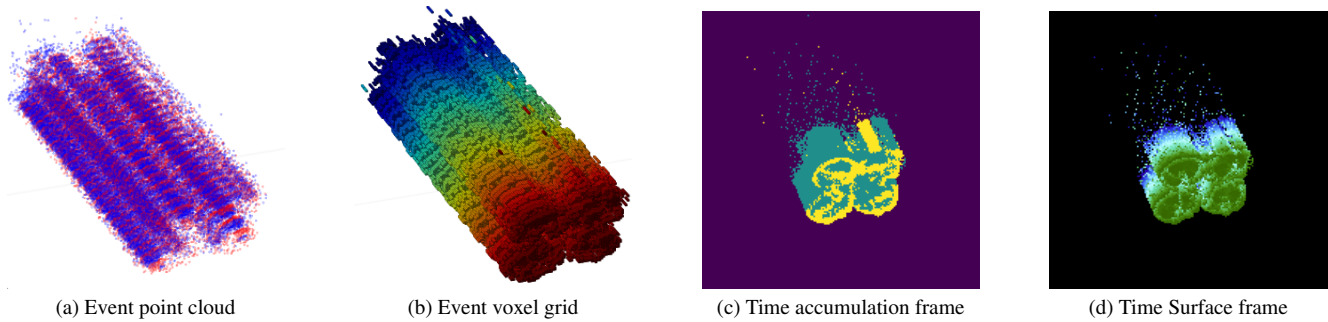 (a) Event point cloud
(b) Event voxel grid
(c) Time accumulation frame
(d) Time Surface frame